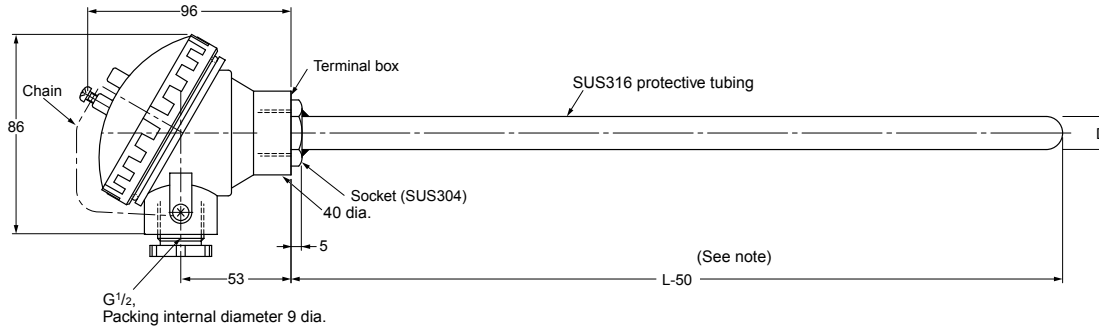 96
Terminal box
SUS316 protective tubing
Chain
86
D
Socket (SUS304)
40 dia.
5
(See note)
53
L-50
G1/2,
Packing internal diameter 9 dia.